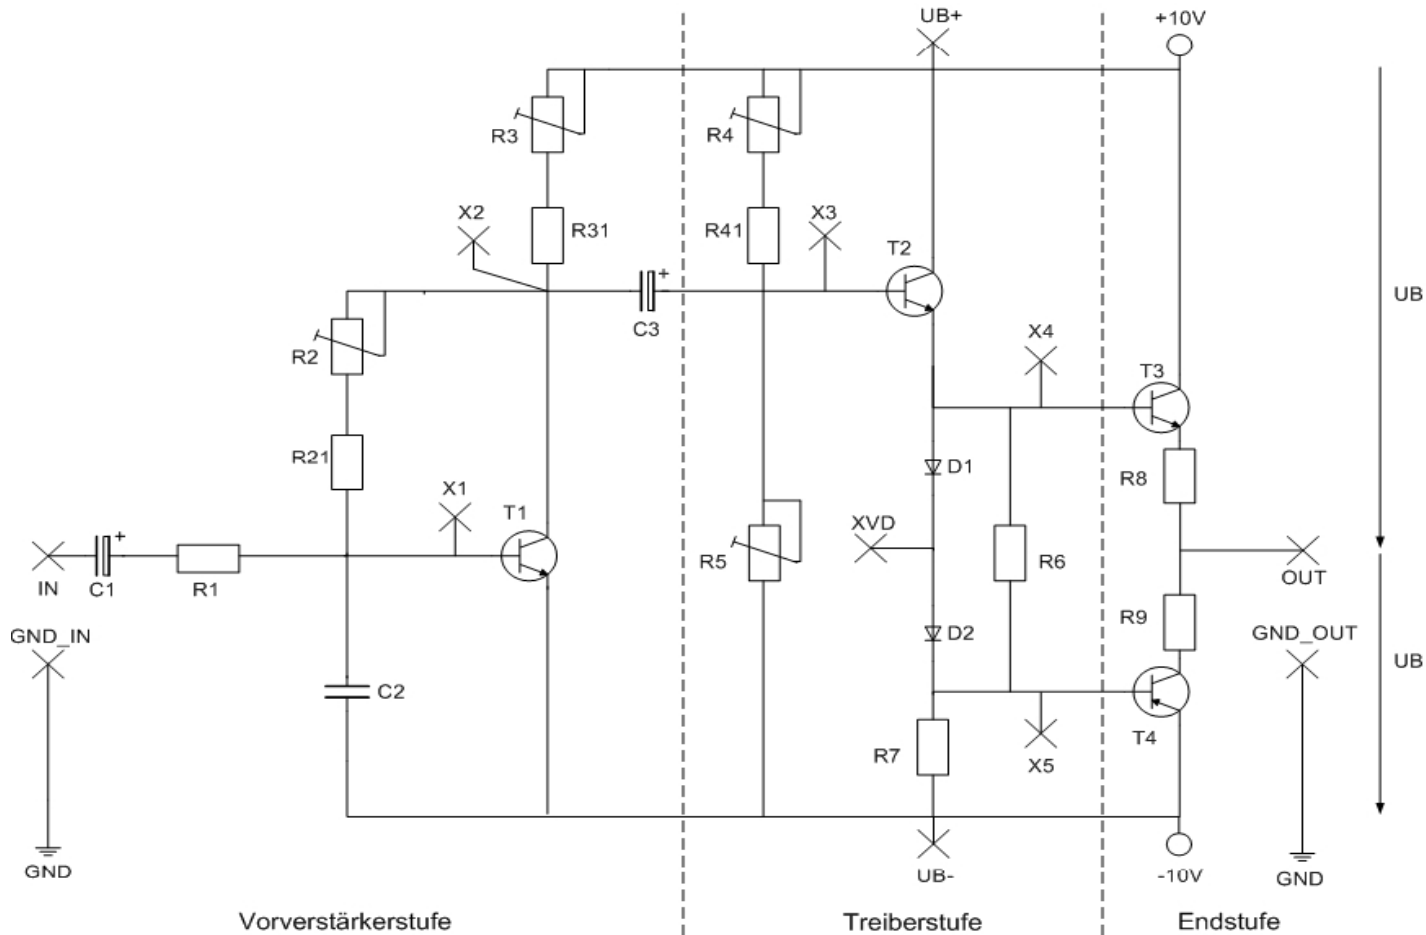 UB+
+10V
R3
R4
X2
X3
R31
R41
T2
UB
C3
X4
R2
T3
R21
D1
R8
X1
T1
XVD
IN
C1
+
R1
+
R5
R6
OUT
GND_IN
D2
R9
GND_OUT
UB
C2
R7
T4
X5
GND
UB-
-10V
GND
Vorverstärkerstufe
Treiberstufe
Endstufe